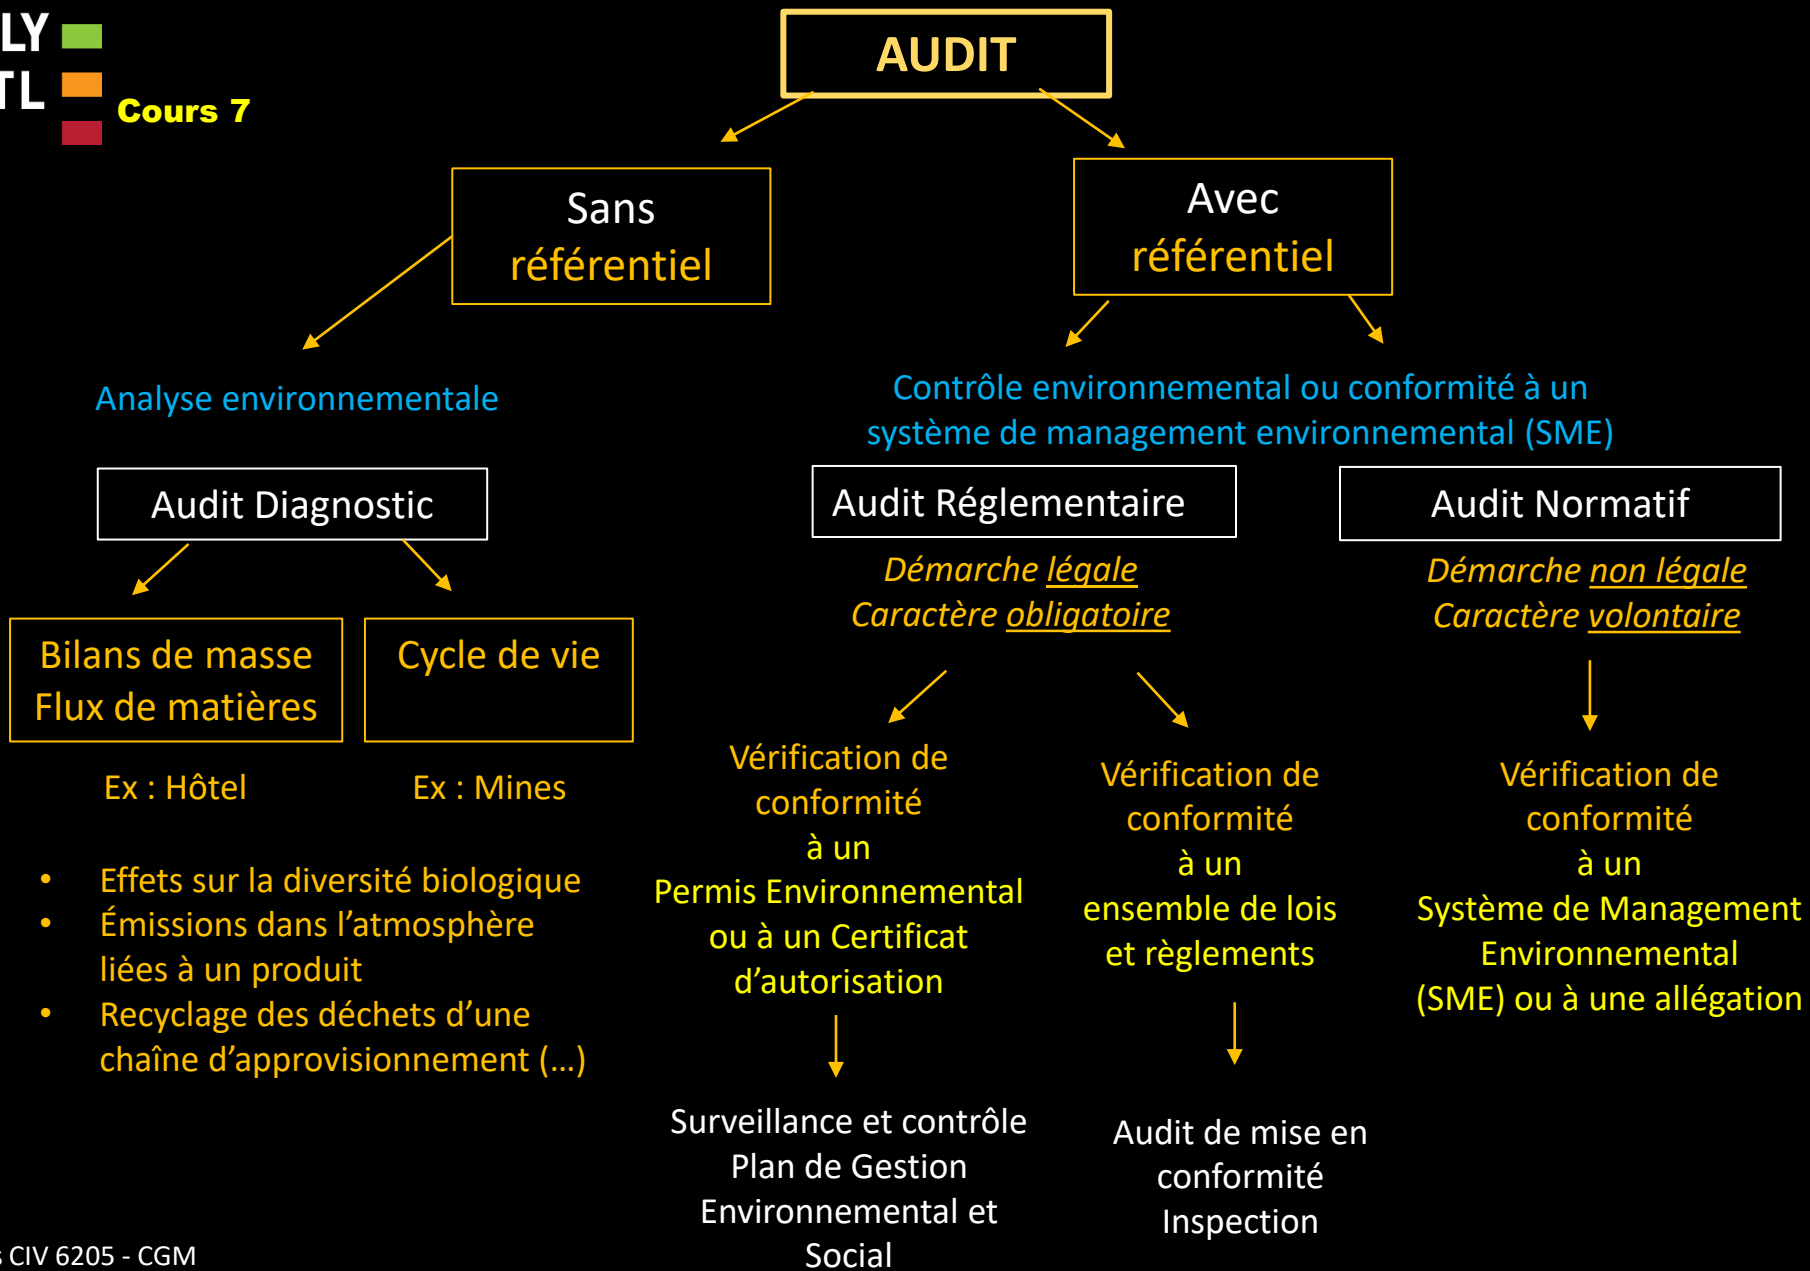 LY
TL
Cours 7
AUDIT
Sans
référentiel
Avec
référentiel
Analyse environnementale
Contrôle environnemental ou conformité à un
système de management environnemental (SME)
Audit Diagnostic
Audit Réglementaire
Audit Normatif
Démarche légale
Caractère obligatoire
Démarche non légale
Caractère volontaire
Bilans de masse
Flux de matières
Cycle de vie
Ex : Hôtel
Ex : Mines
• Effets sur la diversité biologique
• Émissions dans l’atmosphère
liées à un produit
• Recyclage des déchets d’une
chaîne d’approvisionnement (…)
Vérification de
conformité
à un
Permis Environnemental
ou à un Certificat
d’autorisation
Surveillance et contrôle
Plan de Gestion
Environnemental et
Social
Vérification de
conformité
à un
ensemble de lois
et règlements
Audit de mise en
conformité
Inspection
Vérification de
conformité
à un
Système de Management
Environnemental
(SME) ou à une allégation
s CIV 6205 - CGM